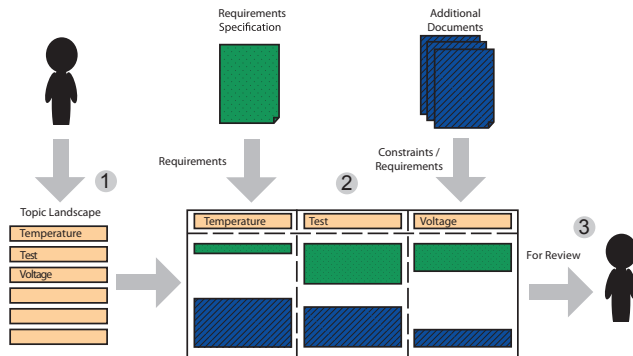 Requirements
Specification
Additional
Documents
Requirements
Constraints /
Requirements
1
2
Topic Landscape
Temperature
Test
Voltage
Temperature
Test
Voltage
3
For Review